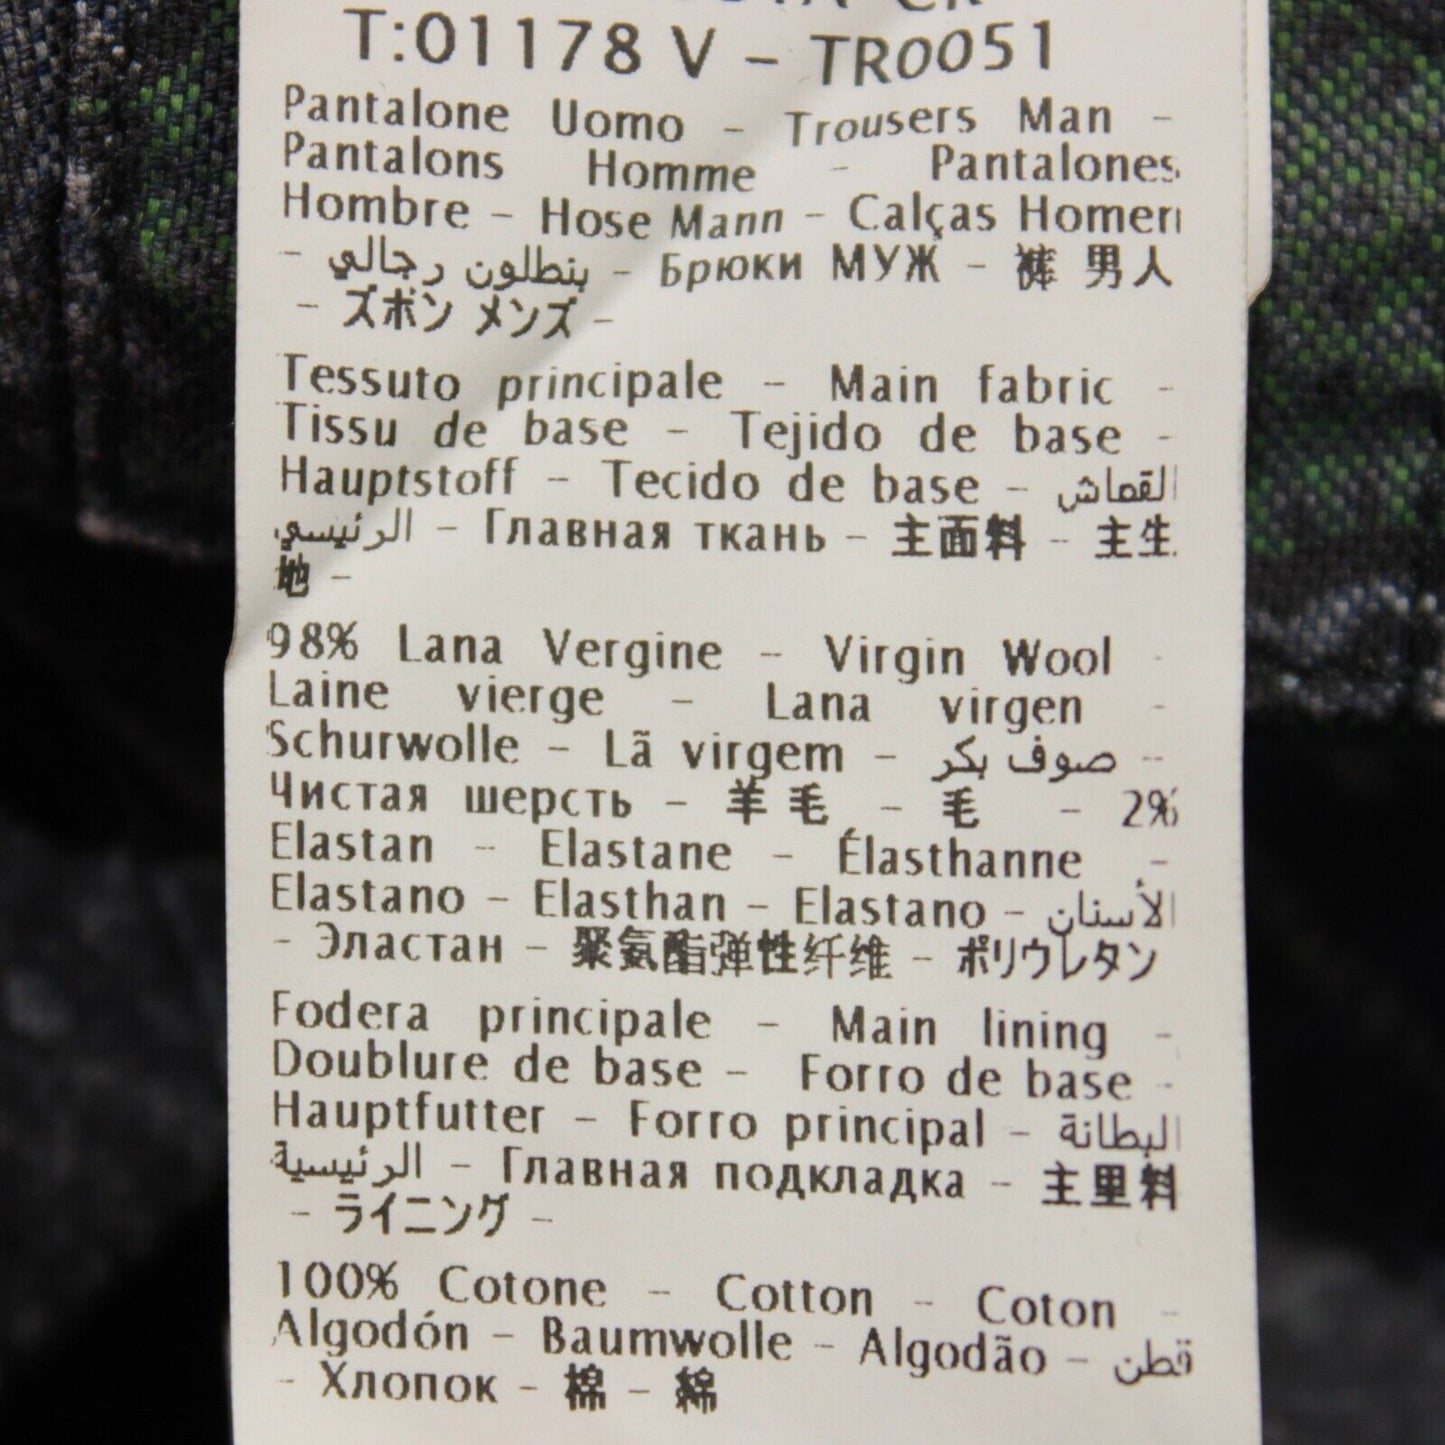 T:01178 V - TR0051
Pantalone Uomo - Trousers Man -
Pantalons Homme - Pantalones
Hombre - Hose Mann - Calças Homem
- بنطلون رجالي - Брюки МУЖ - 裤 男人
- ズボン メンズ -
Tessuto principale - Main fabric -
Tissu de base - Tejido de base -
Hauptstoff - Tecido de base - القماش
الرئيسي - Главная ткань - 主面料 - 主生
地 -
98% Lana Vergine - Virgin Wool -
Laine vierge - Lana virgen -
Schurwolle - Lã virgem - صوف بكر -
Чистая шерсть - 羊毛 - 毛 - 2%
Elastan - Elastane - Élasthanne -
Elastano - Elasthan - Elastano - الأسنان
- Эластан - 聚氨酯弹性纤维 - ポリウレタン
Fodera principale - Main lining -
Doublure de base - Forro de base -
Hauptfutter - Forro principal - البطانة
الرئيسية - Главная подкладка - 主里料
- ライニング -
100% Cotone - Cotton - Coton -
Algodón - Baumwolle - Algodão - قطن
- Хлопок - 棉 - 綿